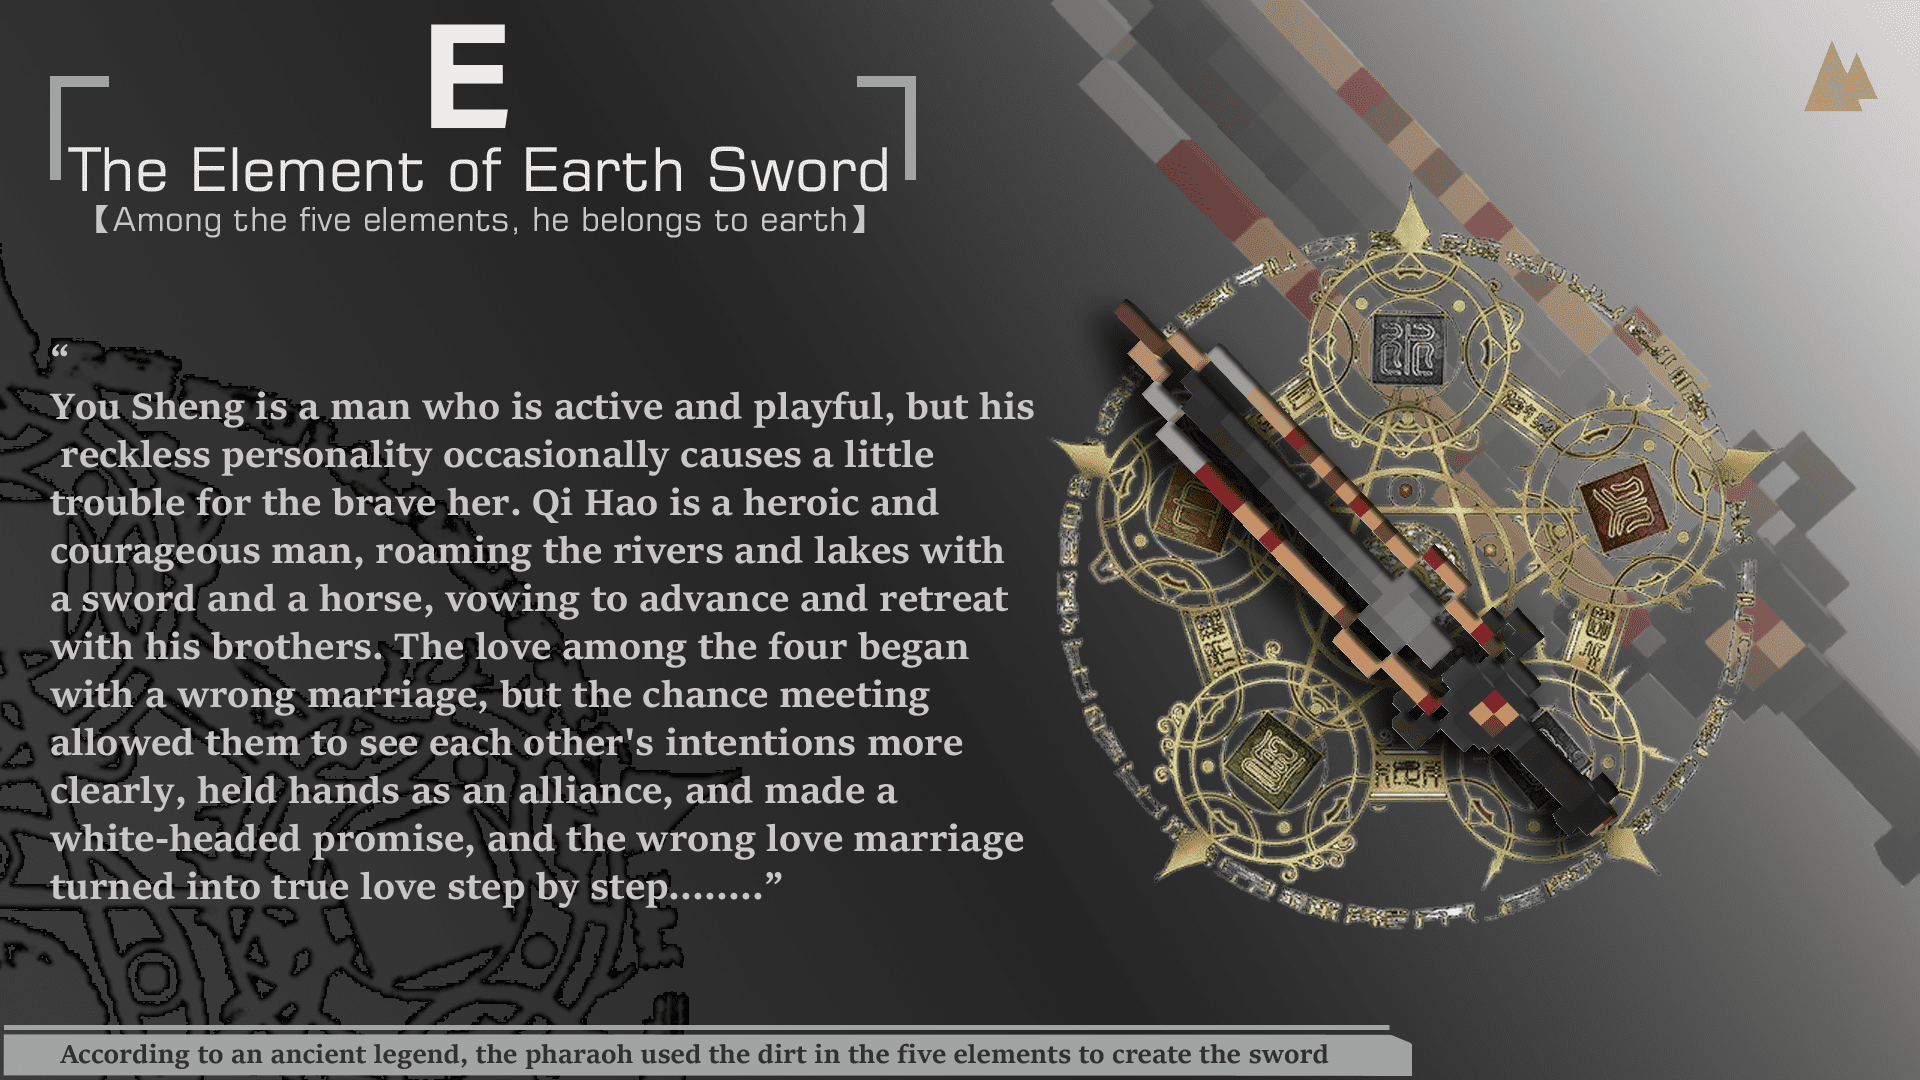 E
The Element of Earth Sword
【Among the five elements, he belongs to earth】
“
You Sheng is a man who is active and playful, but his
reckless personality occasionally causes a little
trouble for the brave her. Qi Hao is a heroic and
courageous man, roaming the rivers and lakes with
a sword and a horse, vowing to advance and retreat
with his brothers. The love among the four began
with a wrong marriage, but the chance meeting
allowed them to see each other's intentions more
clearly, held hands as an alliance, and made a
white-headed promise, and the wrong love marriage
turned into true love step by step........”
According to an ancient legend, the pharaoh used the dirt in the five elements to create the sword